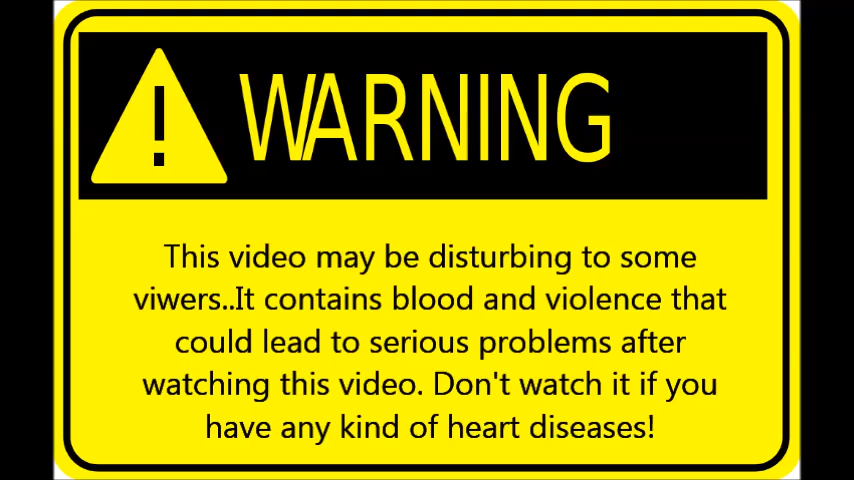 WARNING
This video may be disturbing to some
viwers..It contains blood and violence that
could lead to serious problems after
watching this video. Don't watch it if you
have any kind of heart diseases!